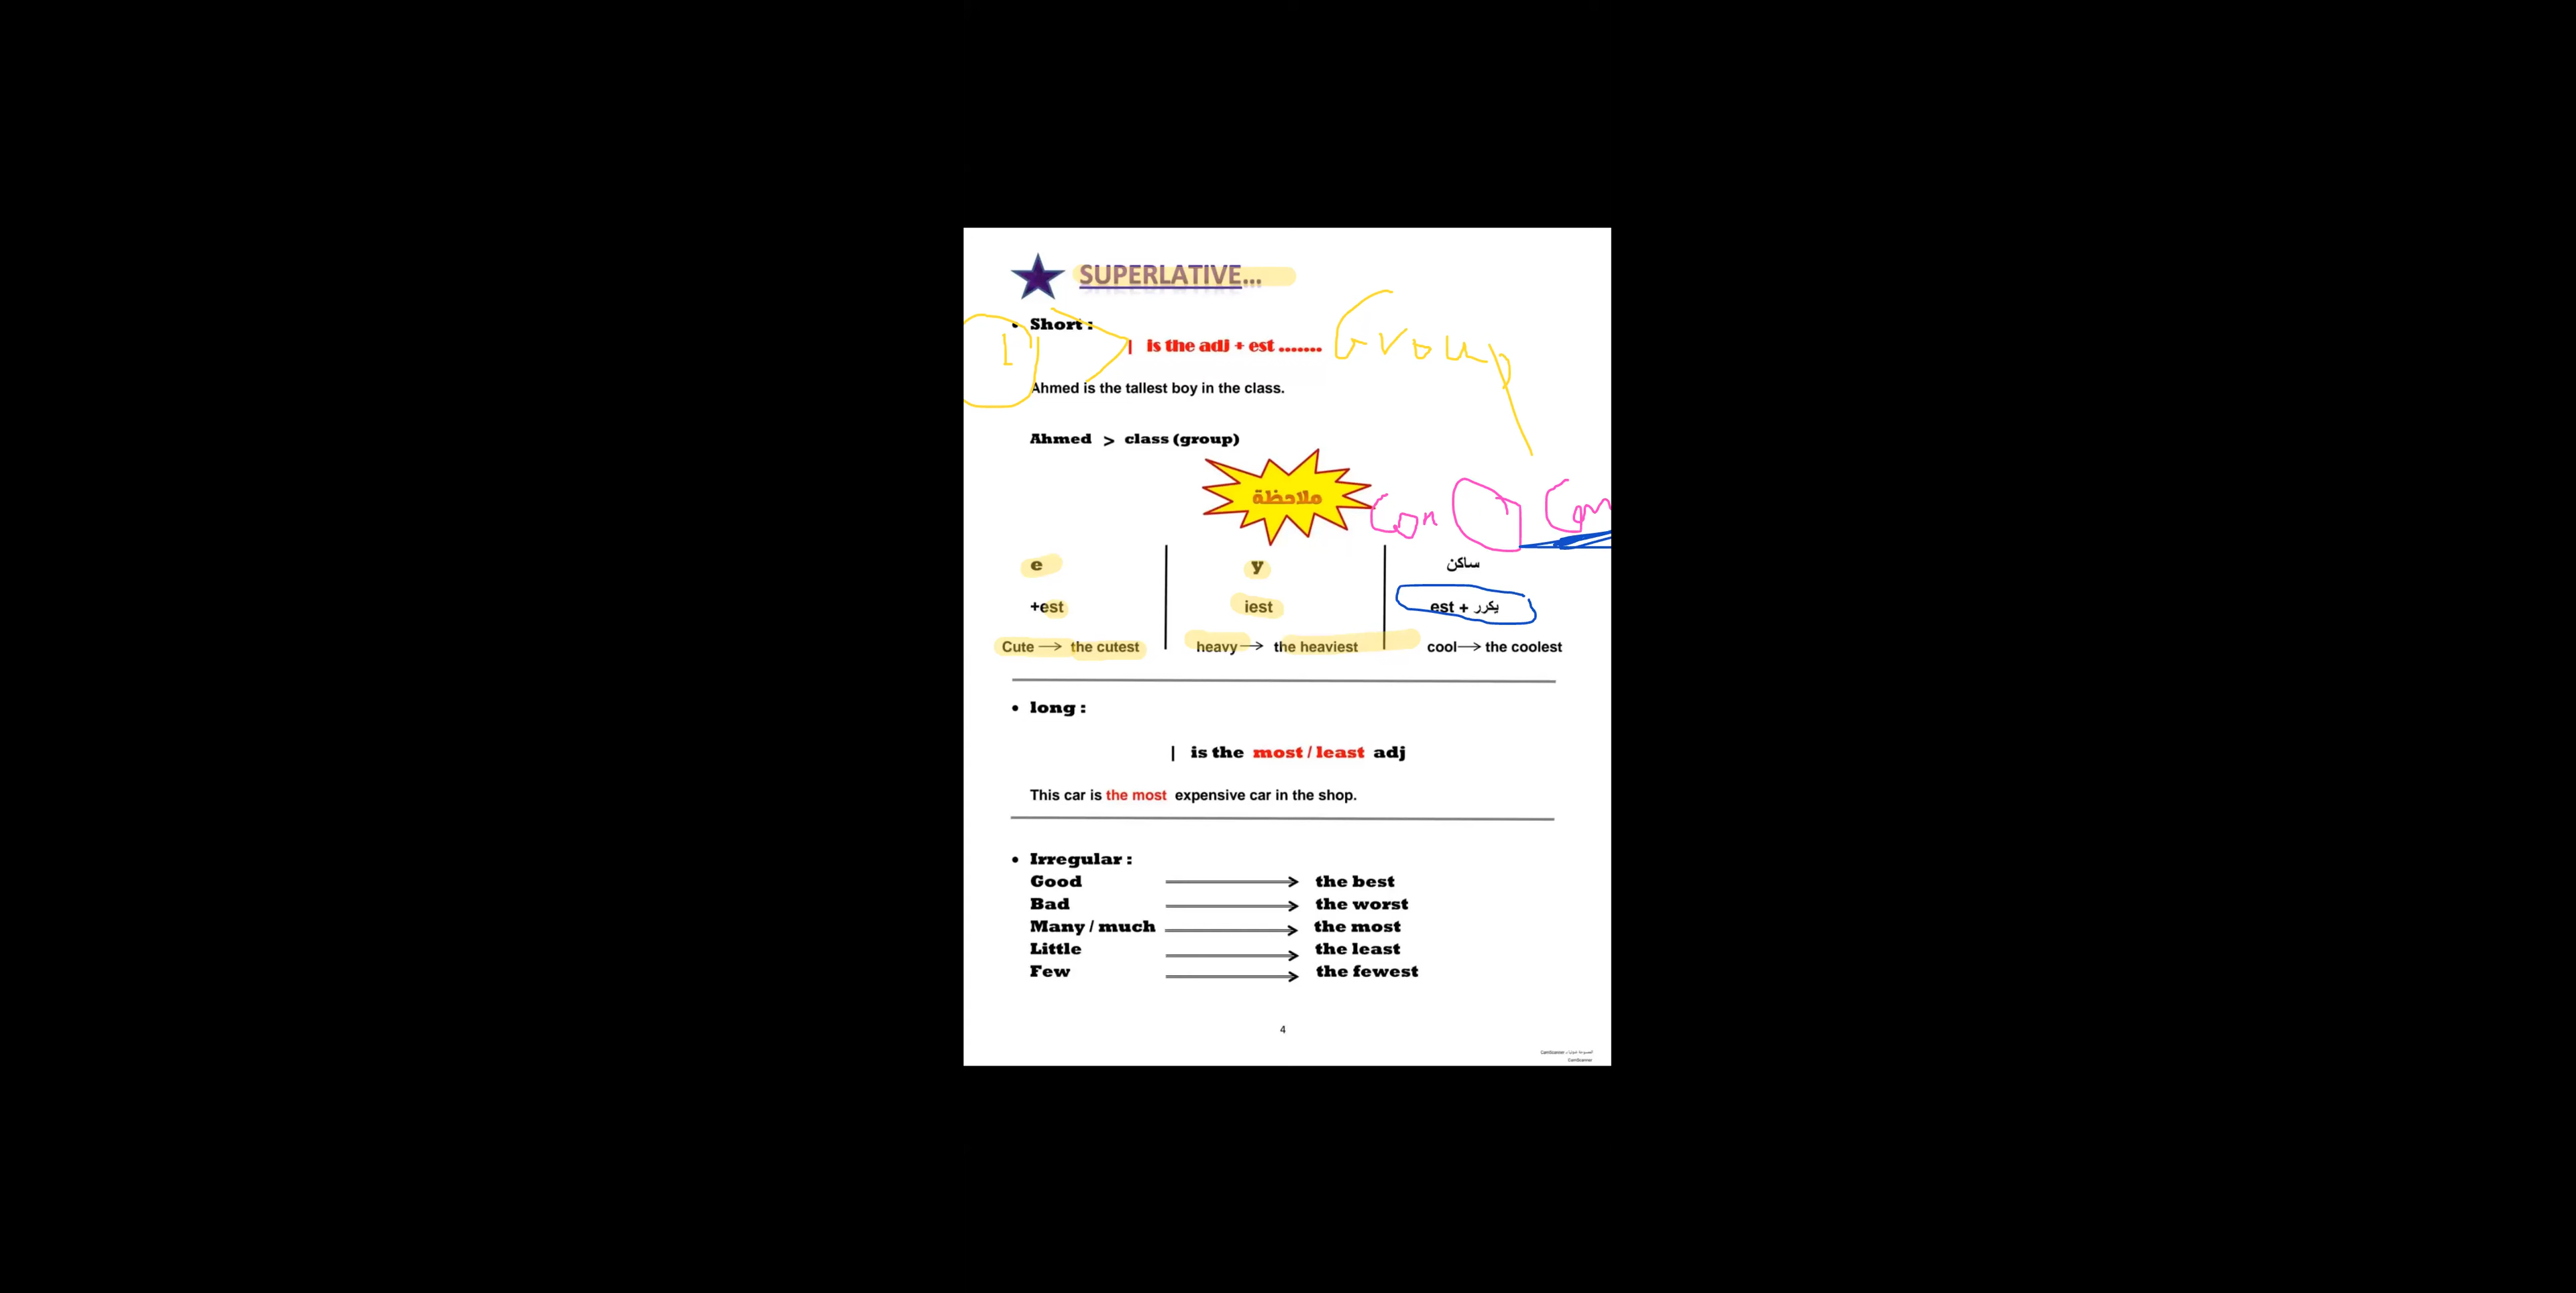 SUPERLATIVE...
• Short :
1
| is the adj + est ....... Group
Ahmed is the tallest boy in the class.
Ahmed > class (group)
ملاحظة
Con
e y ساكن
+est iest est + يكرر
Cute → the cutest heavy → the heaviest cool → the coolest
• long :
| is the most / least adj
This car is the most expensive car in the shop.
• Irregular :
Good → the best
Bad → the worst
Many / much → the most
Little → the least
Few → the fewest
4
CamScanner